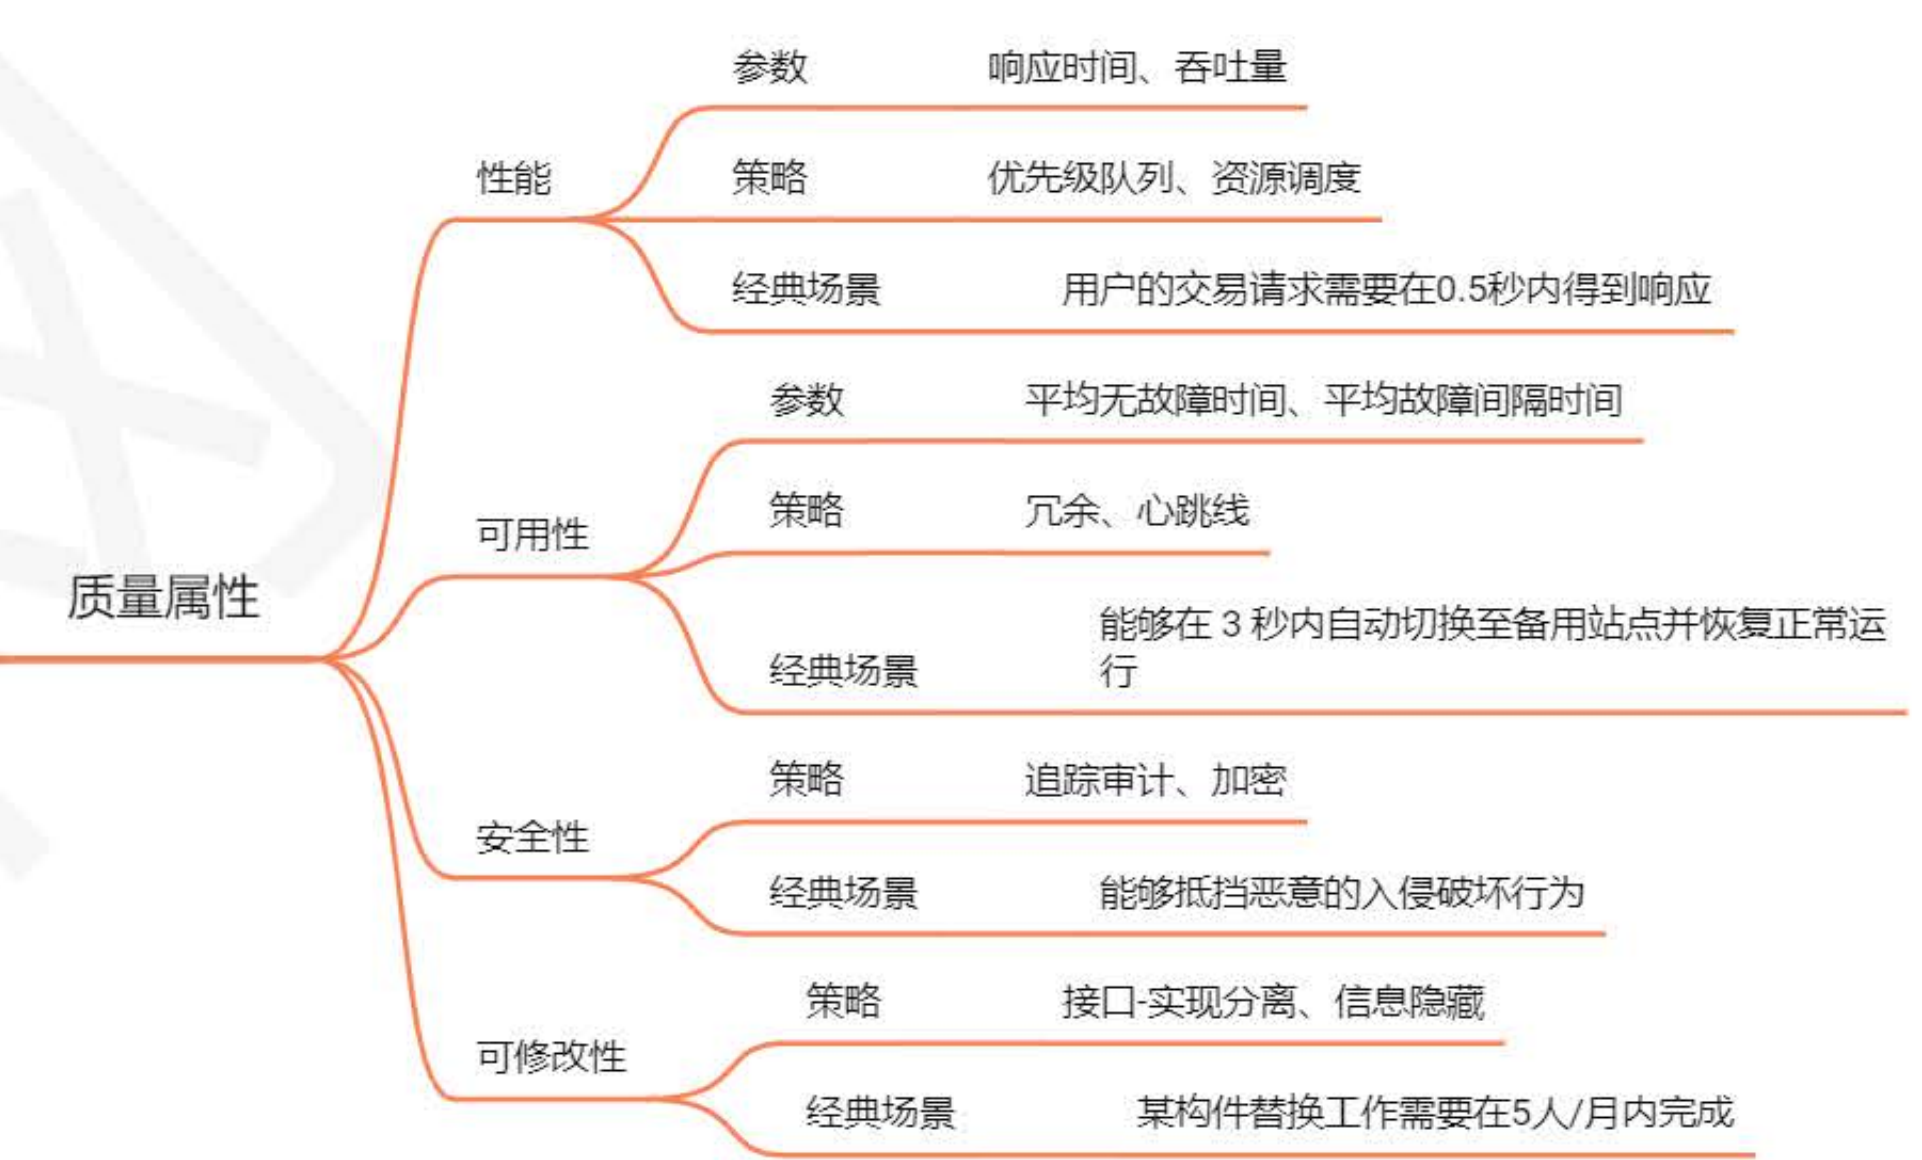 质量属性
性能
参数 响应时间、吞吐量
策略 优先级队列、资源调度
经典场景 用户的交易请求需要在0.5秒内得到响应
可用性
参数 平均无故障时间、平均故障间隔时间
策略 冗余、心跳线
经典场景 能够在 3 秒内自动切换至备用站点并恢复正常运
行
安全性
策略 追踪审计、加密
经典场景 能够抵挡恶意的入侵破坏行为
可修改性
策略 接口-实现分离、信息隐藏
经典场景 某构件替换工作需要在5人/月内完成